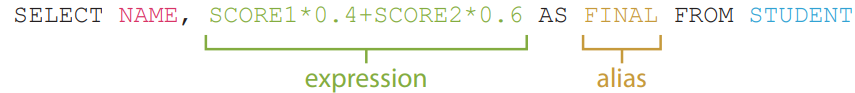 SELECT NAME, SCORE1*0.4+SCORE2*0.6 AS FINAL FROM STUDENT
expression alias